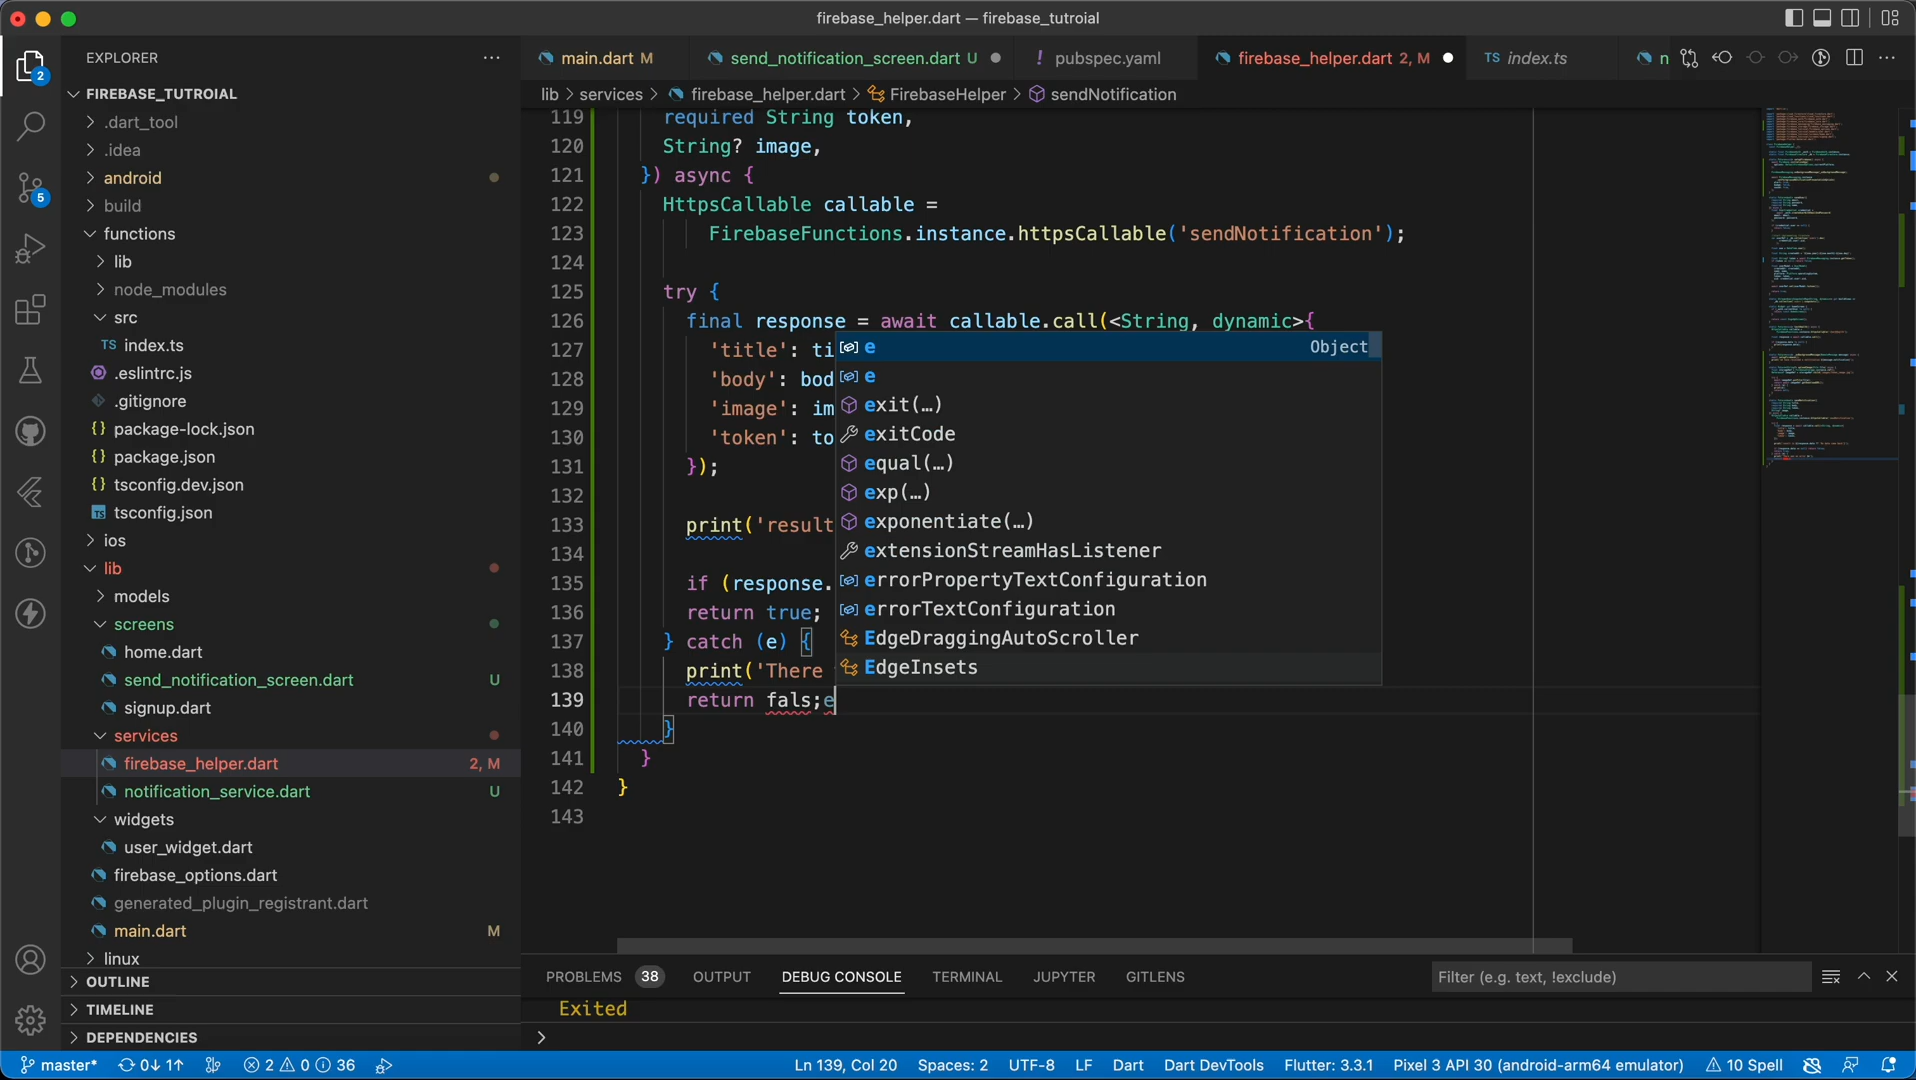 firebase_helper.dart — firebase_tutroial
EXPLORER
main.dart M
send_notification_screen.dart U
! pubspec.yaml
firebase_helper.dart 2, M
TS index.ts
n
lib > services > firebase_helper.dart > FirebaseHelper > sendNotification
2
5
FIREBASE_TUTROIAL
.dart_tool
.idea
android
build
functions
lib
node_modules
src
TS index.ts
.eslintrc.js
.gitignore
{} package-lock.json
{} package.json
{} tsconfig.dev.json
TS tsconfig.json
ios
lib
models
screens
home.dart
send_notification_screen.dart U
signup.dart
services
firebase_helper.dart 2, M
notification_service.dart U
widgets
user_widget.dart
firebase_options.dart
generated_plugin_registrant.dart
main.dart M
linux
OUTLINE
TIMELINE
DEPENDENCIES
119 required String token,
120 String? image,
121 }) async {
122 HttpsCallable callable =
123 FirebaseFunctions.instance.httpsCallable('sendNotification');
124
125 try {
126 final response = await callable.call(<String, dynamic>{
127 'title': ti
128 'body': bod
129 'image': im
130 'token': to
131 });
132
133 print('result
134
135 if (response.
136 return true;
137 } catch (e) {
138 print('There
139 return fals;e
140 }
141 }
142 }
143
e Object
e
exit(…)
exitCode
equal(…)
exp(…)
exponentiate(…)
extensionStreamHasListener
errorPropertyTextConfiguration
errorTextConfiguration
EdgeDraggingAutoScroller
EdgeInsets
PROBLEMS 38 OUTPUT DEBUG CONSOLE TERMINAL JUPYTER GITLENS
Filter (e.g. text, !exclude)
Exited
master* 0↓ 1↑ 2 0 36
Ln 139, Col 20 Spaces: 2 UTF-8 LF Dart Dart DevTools Flutter: 3.3.1 Pixel 3 API 30 (android-arm64 emulator) 10 Spell